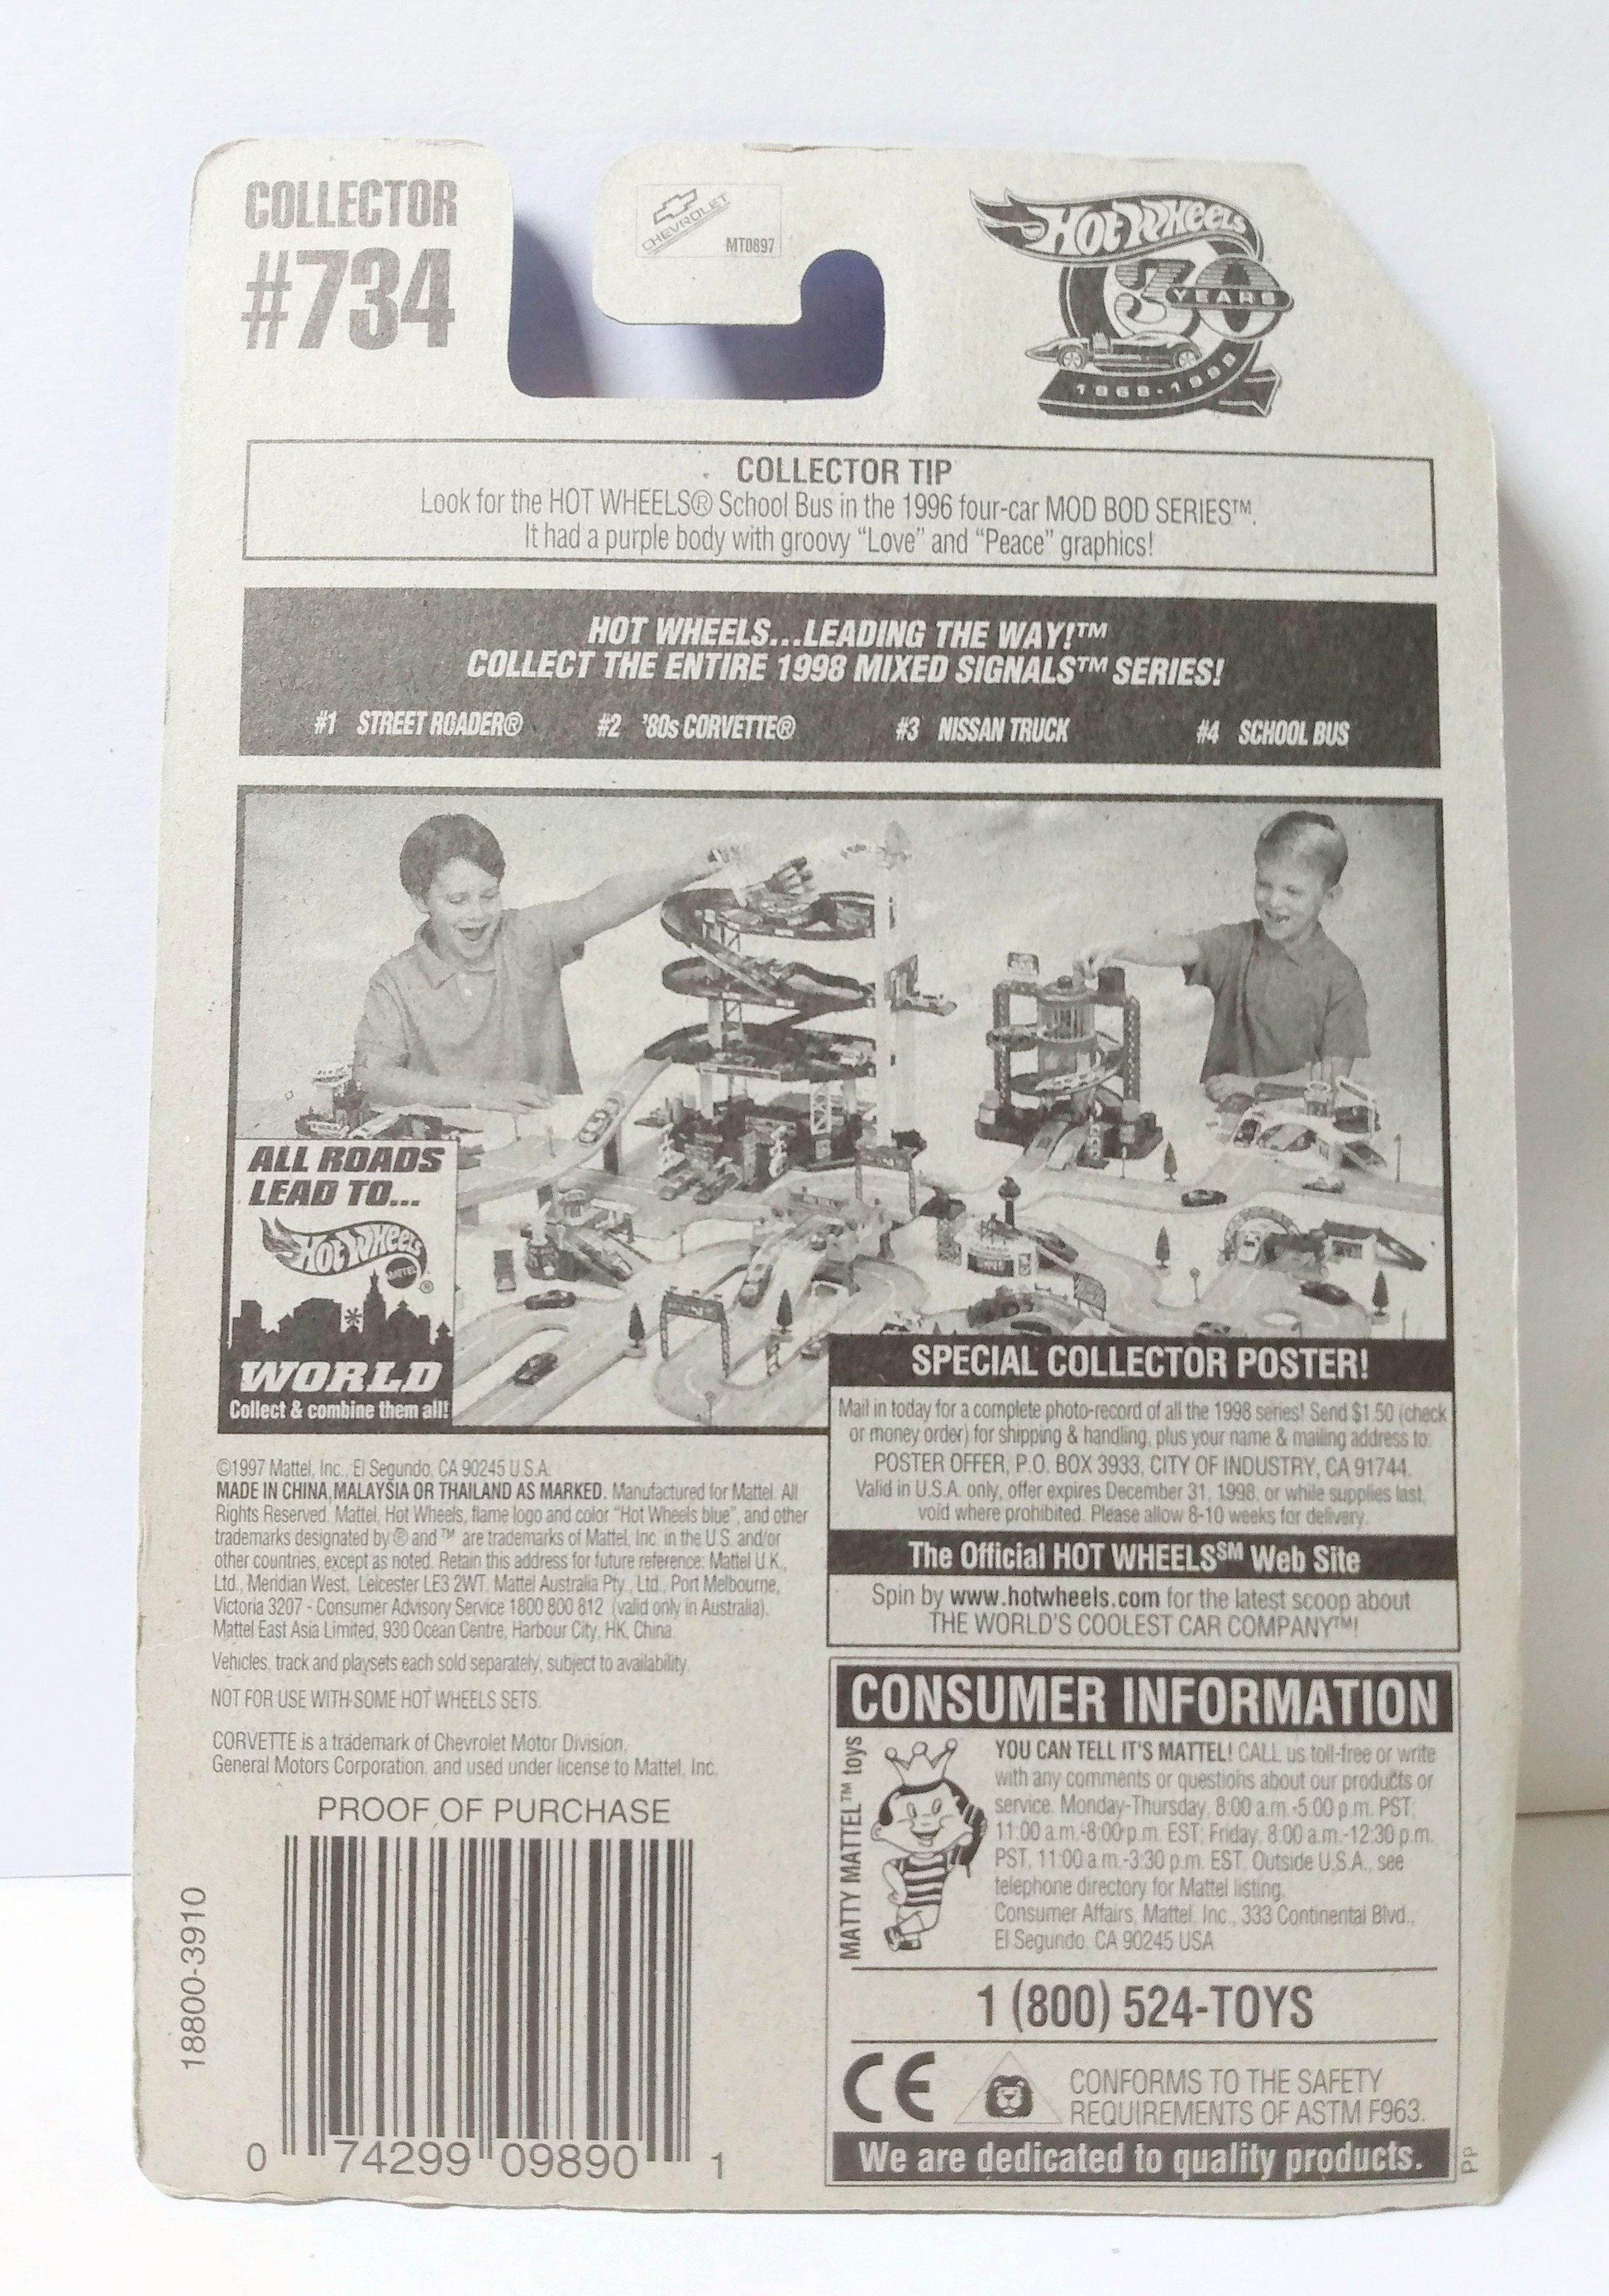 COLLECTOR
#734
CHEVROLET
MT0897
HOT WHEELS
30
YEARS
1968-1998
COLLECTOR TIP
Look for the HOT WHEELS® School Bus in the 1996 four-car MOD BOD SERIES™.
It had a purple body with groovy “Love” and “Peace” graphics!
HOT WHEELS...LEADING THE WAY!™
COLLECT THE ENTIRE 1998 MIXED SIGNALS™ SERIES!
#1 STREET ROADER® #2 '80s CORVETTE® #3 NISSAN TRUCK #4 SCHOOL BUS
ALL ROADS
LEAD TO...
HOT WHEELS
MATTEL
®
WORLD
Collect & combine them all!
SPECIAL COLLECTOR POSTER!
Mail in today for a complete photo-record of all the 1998 series! Send $1.50 (check
or money order) for shipping & handling, plus your name & mailing address to:
POSTER OFFER, P.O. BOX 3933, CITY OF INDUSTRY, CA 91744.
Valid in U.S.A. only, offer expires December 31, 1998, or while supplies last,
void where prohibited. Please allow 8-10 weeks for delivery.
The Official HOT WHEELS℠ Web Site
Spin by www.hotwheels.com for the latest scoop about
THE WORLD'S COOLEST CAR COMPANY™!
©1997 Mattel, Inc., El Segundo, CA 90245 U.S.A.
MADE IN CHINA, MALAYSIA OR THAILAND AS MARKED. Manufactured for Mattel. All
Rights Reserved. Mattel, Hot Wheels, flame logo and color “Hot Wheels blue”, and other
trademarks designated by ® and ™ are trademarks of Mattel, Inc. in the U.S. and/or
other countries, except as noted. Retain this address for future reference: Mattel U.K.,
Ltd., Meridian West, Leicester LE3 2WT. Mattel Australia Pty., Ltd., Port Melbourne,
Victoria 3207 - Consumer Advisory Service 1800 800 812 (valid only in Australia).
Mattel East Asia Limited, 930 Ocean Centre, Harbour City, HK, China.
Vehicles, track and playsets each sold separately, subject to availability.
NOT FOR USE WITH SOME HOT WHEELS SETS.
CORVETTE is a trademark of Chevrolet Motor Division,
General Motors Corporation, and used under license to Mattel, Inc.
PROOF OF PURCHASE
18800-3910
0 74299 09890 1
CONSUMER INFORMATION
MATTY MATTEL™ toys
YOU CAN TELL IT'S MATTEL! CALL us toll-free or write
with any comments or questions about our products or
service. Monday-Thursday, 8:00 a.m.-5:00 p.m. PST;
11:00 a.m.-8:00 p.m. EST; Friday, 8:00 a.m.-12:30 p.m.
PST, 11:00 a.m.-3:30 p.m. EST. Outside U.S.A., see
telephone directory for Mattel listing.
Consumer Affairs, Mattel, Inc., 333 Continental Blvd.,
El Segundo, CA 90245 USA
1 (800) 524-TOYS
CE
CONFORMS TO THE SAFETY
REQUIREMENTS OF ASTM F963.
We are dedicated to quality products.
PP